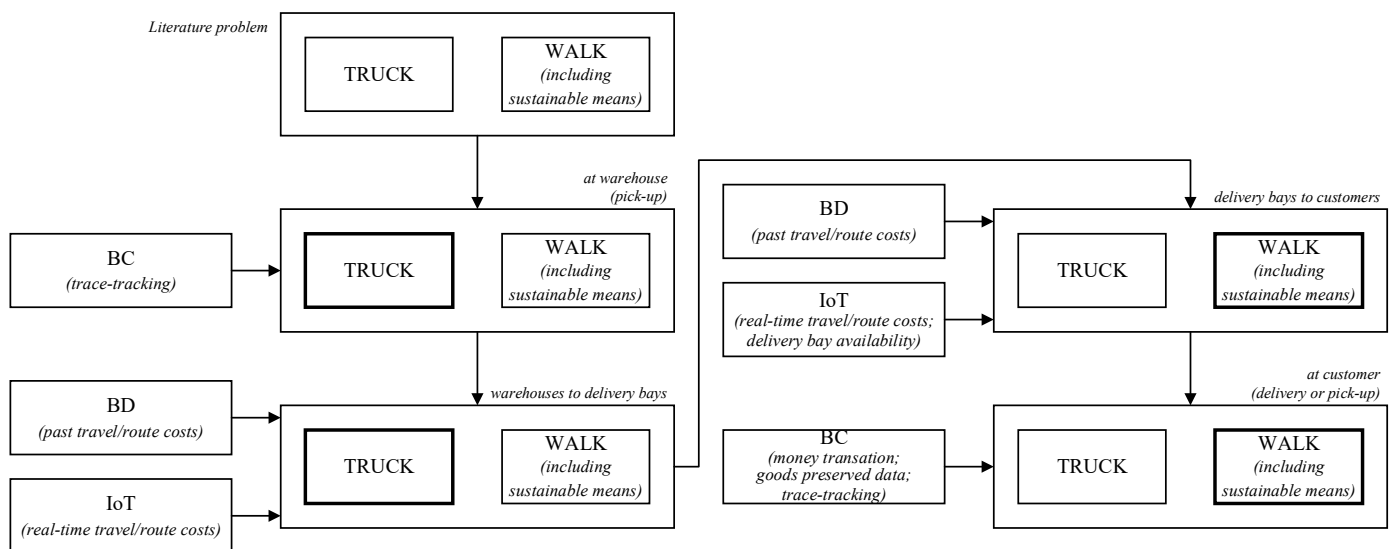 Literature problem
TRUCK
WALK
(including
sustainable means)
at warehouse
(pick-up)
BC
(trace-tracking)
TRUCK
WALK
(including
sustainable means)
warehouses to delivery bays
BD
(past travel/route costs)
IoT
(real-time travel/route costs)
TRUCK
WALK
(including
sustainable means)
delivery bays to customers
BD
(past travel/route costs)
IoT
(real-time travel/route costs;
delivery bay availability)
TRUCK
WALK
(including
sustainable means)
at customer
(delivery or pick-up)
BC
(money transation;
goods preserved data;
trace-tracking)
TRUCK
WALK
(including
sustainable means)